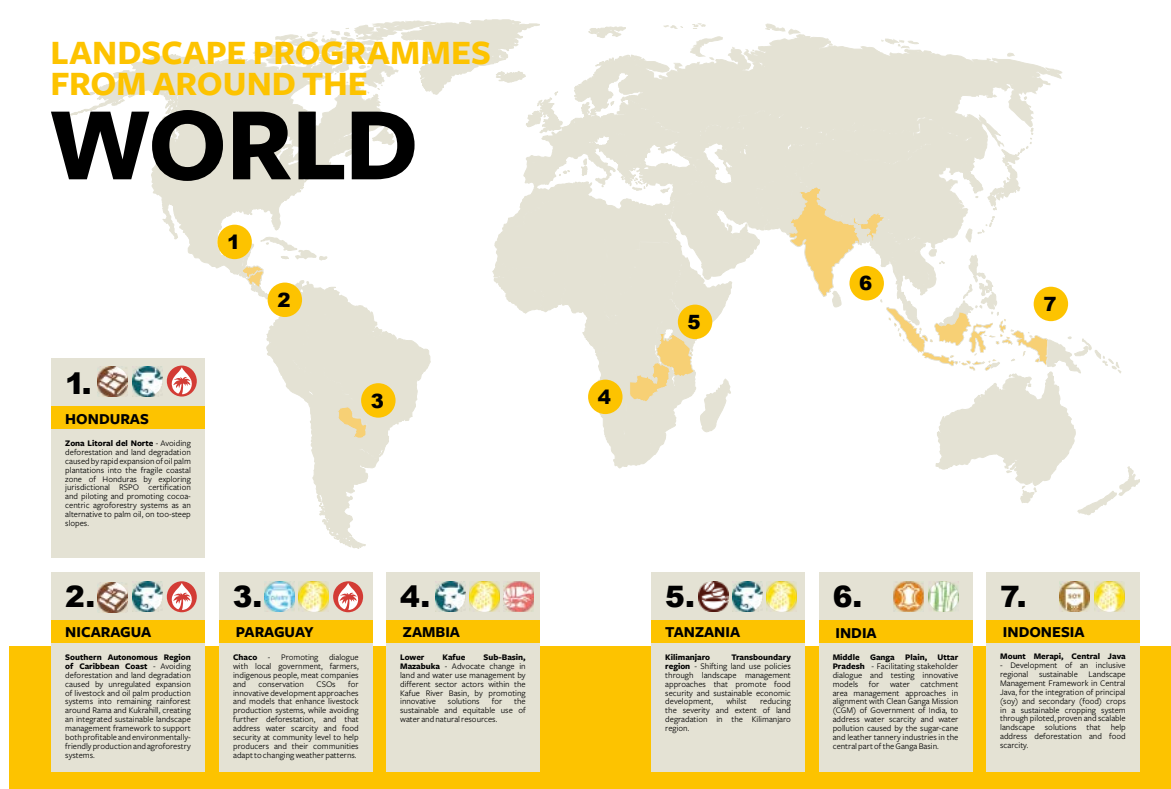 LANDSCAPE PROGRAMMES
FROM AROUND THE
WORLD
1
2
3
4
5
6
7
1.
HONDURAS
Zona Litoral del Norte - Avoiding
deforestation and land degradation
caused by rapid expansion of oil palm
plantations into the fragile coastal
zone of Honduras by exploring
jurisdictional RSPO certification
and piloting and promoting cocoa-
centric agroforestry systems as an
alternative to palm oil, on too-steep
slopes.
2.
NICARAGUA
Southern Autonomous Region
of Caribbean Coast - Avoiding
deforestation and land degradation
caused by unregulated expansion
of livestock and oil palm production
systems into remaining rainforest
around Rama and Kukrahill, creating
an integrated sustainable landscape
management framework to support
both profitable and environmentally-
friendly production and agroforestry
systems.
3.
DAIRY
PARAGUAY
Chaco - Promoting dialogue
with local government, farmers,
indigenous people, meat companies
and conservation CSOs for
innovative development approaches
and models that enhance livestock
production systems, while avoiding
further deforestation, and that
address water scarcity and food
security at community level to help
producers and their communities
adapt to changing weather patterns.
4.
ZAMBIA
Lower Kafue Sub-Basin,
Mazabuka - Advocate change in
land and water use management by
different sector actors within the
Kafue River Basin, by promoting
innovative solutions for the
sustainable and equitable use of
water and natural resources.
5.
TANZANIA
Kilimanjaro Transboundary
region - Shifting land use policies
through landscape management
approaches that promote food
security and sustainable economic
development, whilst reducing
the severity and extent of land
degradation in the Kilimanjaro
region.
6.
INDIA
Middle Ganga Plain, Uttar
Pradesh - Facilitating stakeholder
dialogue and testing innovative
models for water catchment
area management approaches in
alignment with Clean Ganga Mission
(CGM) of Government of India, to
address water scarcity and water
pollution caused by the sugar-cane
and leather tannery industries in the
central part of the Ganga Basin.
7.
SOY
INDONESIA
Mount Merapi, Central Java
- Development of an inclusive
regional sustainable Landscape
Management Framework in Central
Java, for the integration of principal
(soy) and secondary (food) crops
in a sustainable cropping system
through piloted, proven and scalable
landscape solutions that help
address deforestation and food
scarcity.